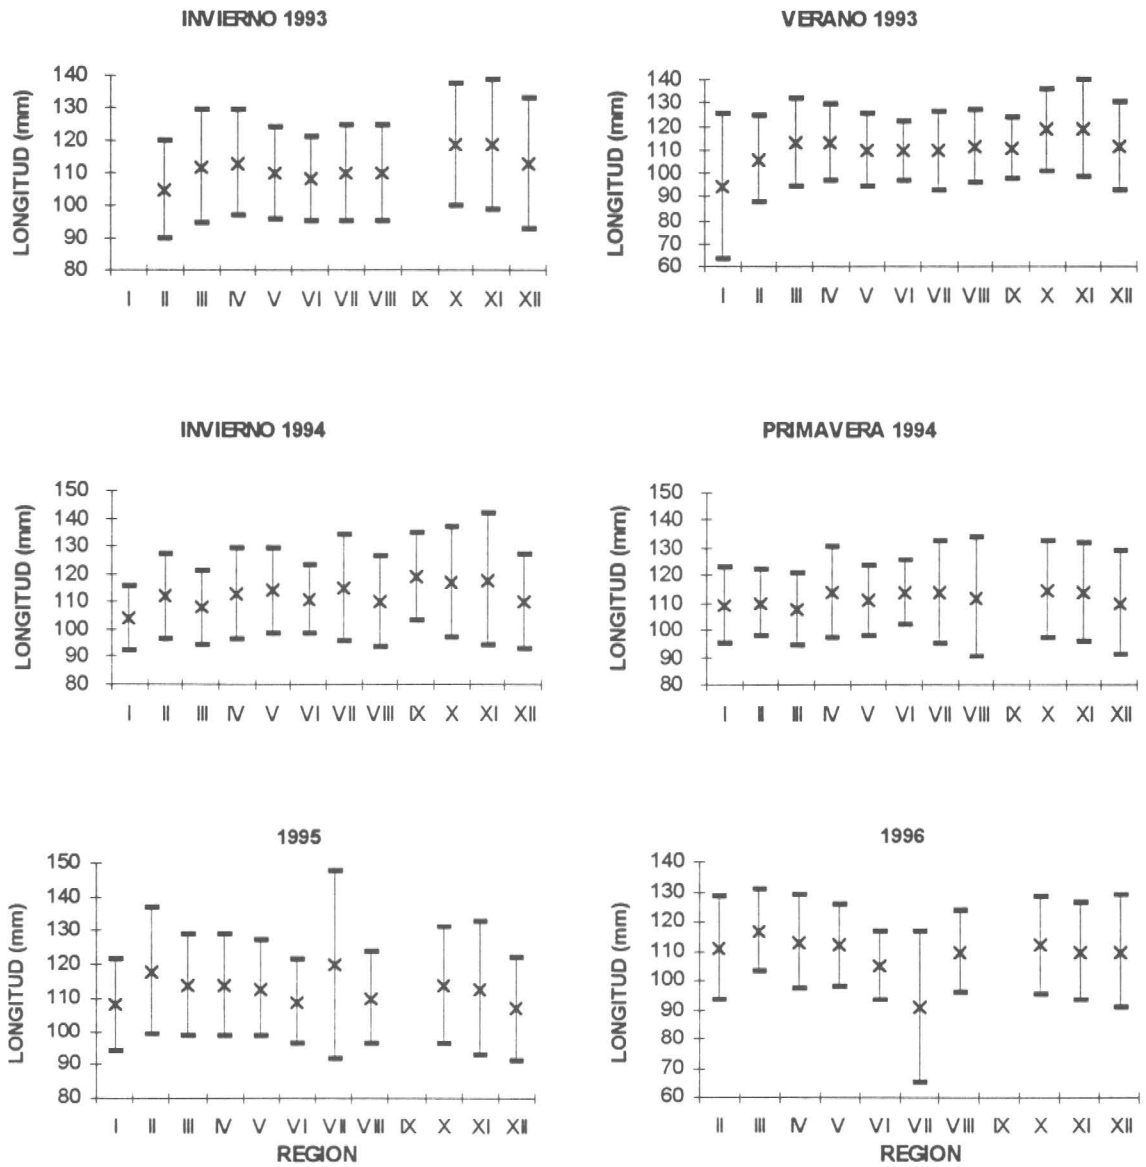 INVIERNO 1993
LONGITUD (mm)
140
130
120
110
100
90
80
I II III IV V VI VII VIII IX X XI XII
VERANO 1993
LONGITUD (mm)
140
130
120
110
100
90
80
70
60
I II III IV V VI VII VIII IX X XI XII
INVIERNO 1994
LONGITUD (mm)
150
140
130
120
110
100
90
80
I II III IV V VI VII VIII IX X XI XII
PRIMAVERA 1994
LONGITUD (mm)
150
140
130
120
110
100
90
80
I II III IV V VI VII VIII IX X XI XII
1995
LONGITUD (mm)
150
140
130
120
110
100
90
80
I II III IV V VI VII VIII IX X XI XII
REGION
1996
LONGITUD (mm)
140
130
120
110
100
90
80
70
60
II III IV V VI VII VIII IX X XI XII
REGION